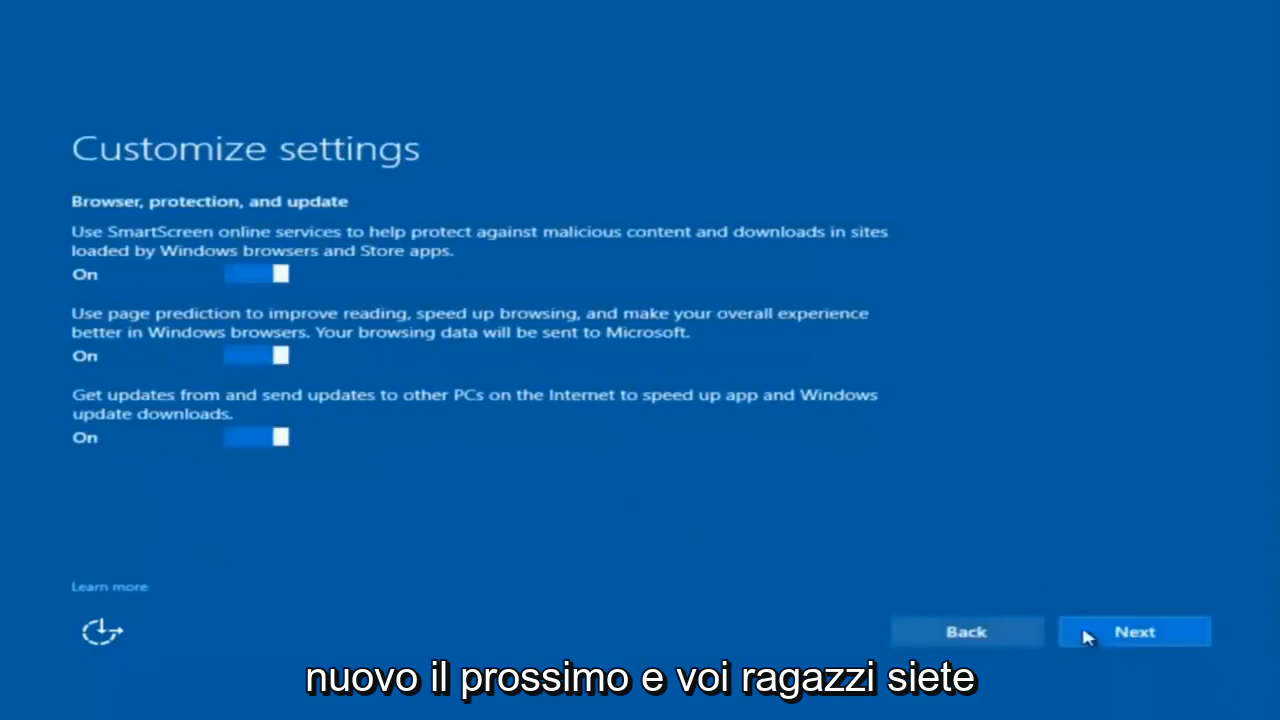 Customize settings
Browser, protection, and update
Use SmartScreen online services to help protect against malicious content and downloads in sites
loaded by Windows browsers and Store apps.
On
Use page prediction to improve reading, speed up browsing, and make your overall experience
better in Windows browsers. Your browsing data will be sent to Microsoft.
On
Get updates from and send updates to other PCs on the Internet to speed up app and Windows
update downloads.
On
Learn more
Back
Next
nuovo il prossimo e voi ragazzi siete